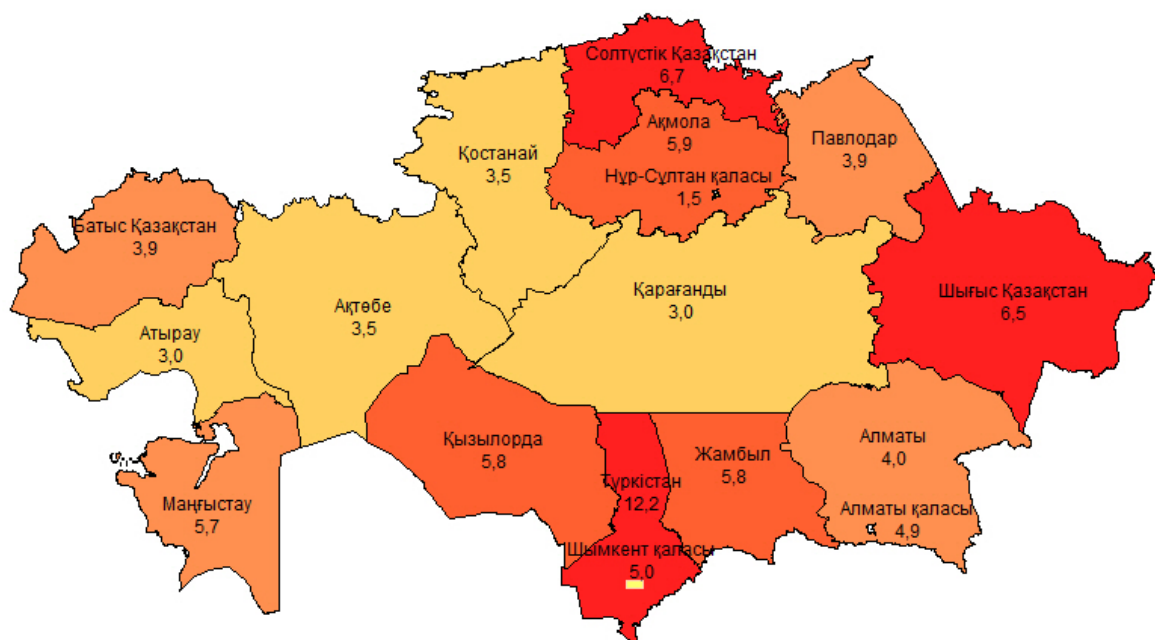 Солтүстік Қазақстан
6,7
Ақмола
5,9
Нұр-Сұлтан қаласы
1,5
Павлодар
3,9
Қостанай
3,5
Батыс Қазақстан
3,9
Ақтөбе
3,5
Қарағанды
3,0
Шығыс Қазақстан
6,5
Атырау
3,0
Маңғыстау
5,7
Қызылорда
5,8
Түркістан
12,2
Шымкент қаласы
5,0
Жамбыл
5,8
Алматы
4,0
Алматы қаласы
4,9